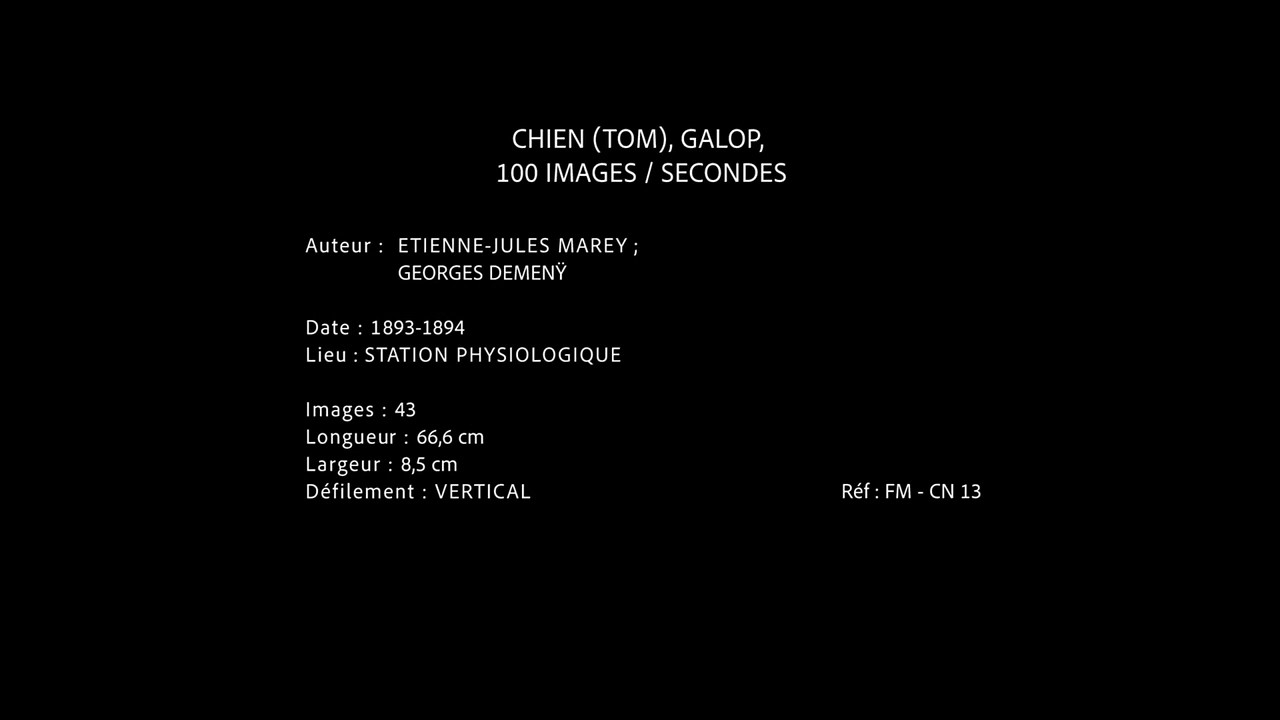 CHIEN (TOM), GALOP,
100 IMAGES / SECONDES
Auteur : ETIENNE-JULES MAREY ;
GEORGES DEMENŸ
Date : 1893-1894
Lieu : STATION PHYSIOLOGIQUE
Images : 43
Longueur : 66,6 cm
Largeur : 8,5 cm
Défilement : VERTICAL
Réf : FM - CN 13